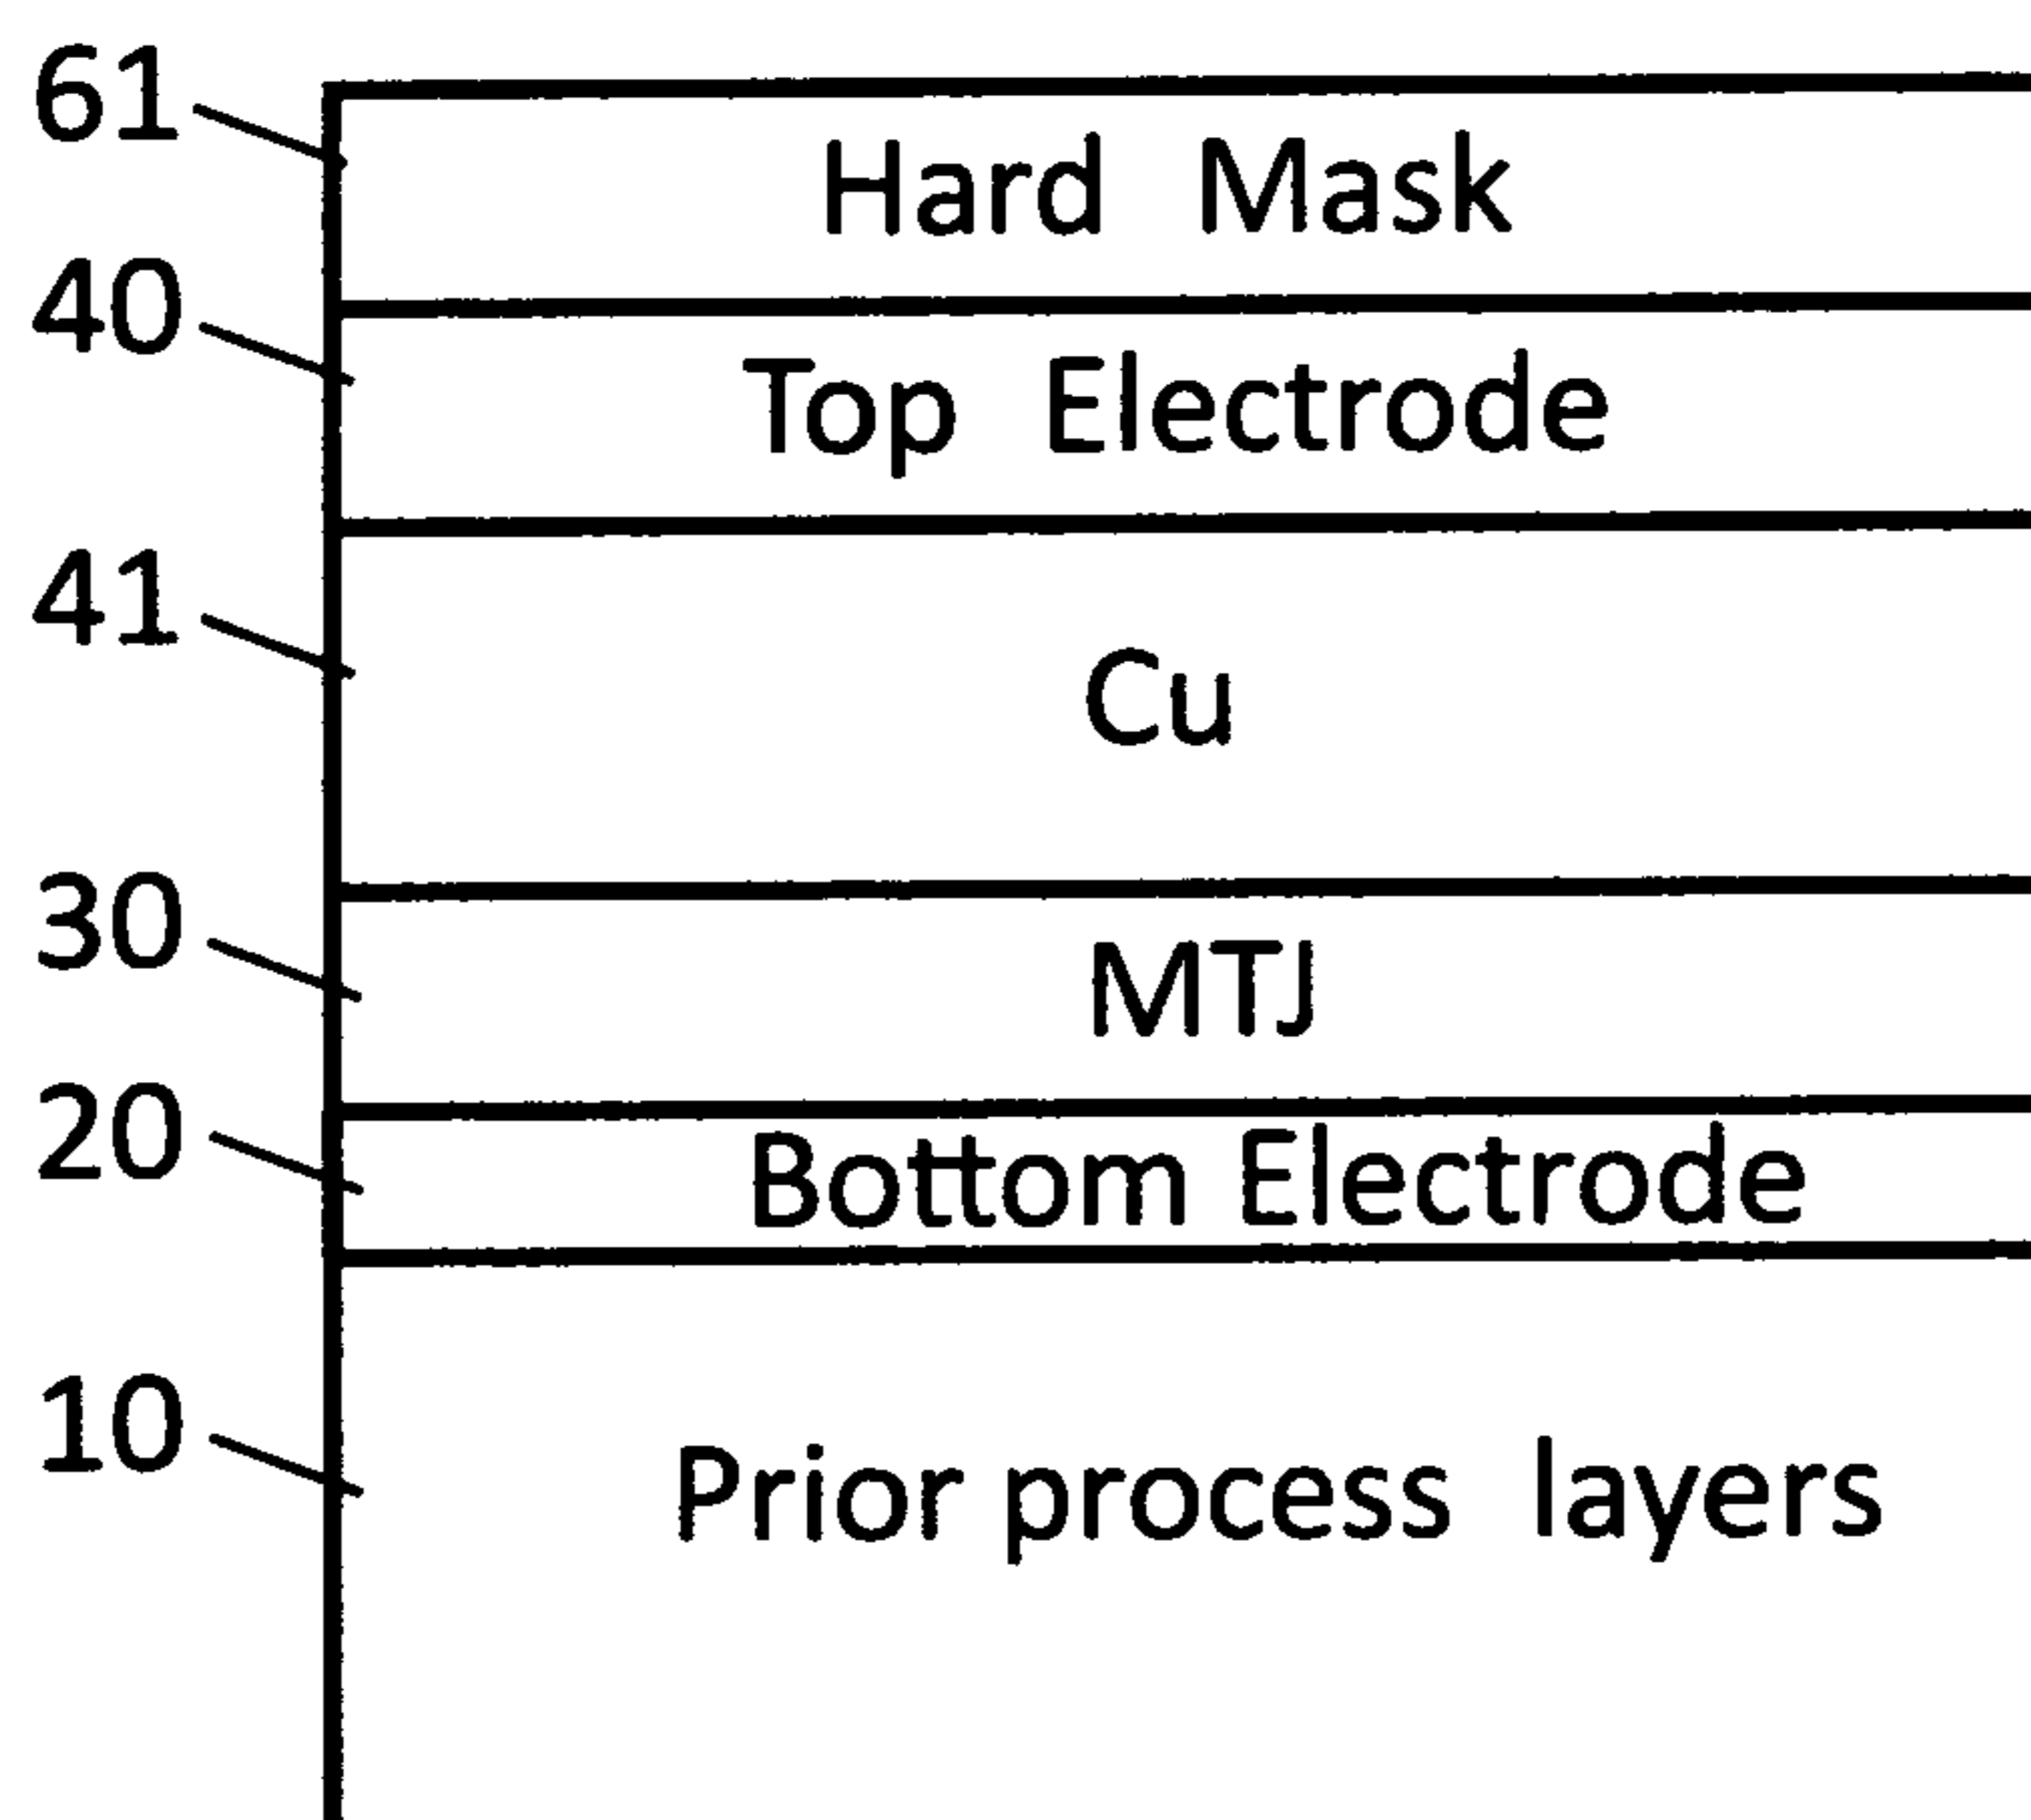 61
Hard Mask
40
Top Electrode
41
Cu
30
MTJ
20
Bottom Electrode
10
Prior process layers